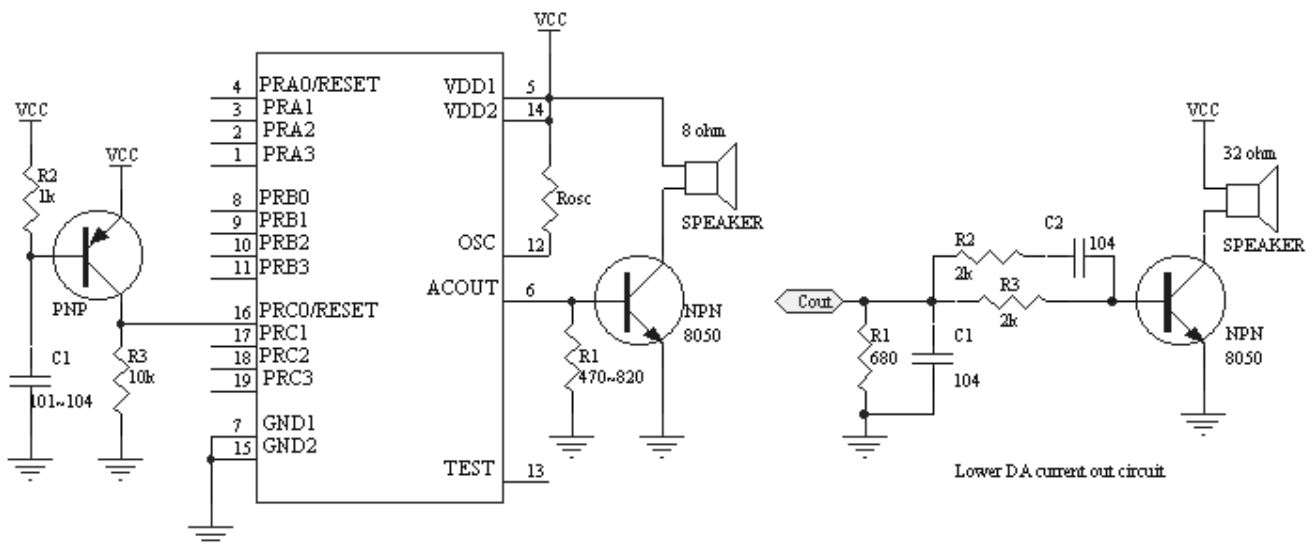 VCC
R2
1k
VCC
PNP
C1
101~104
R3
10k
4 PRA0/RESET
3 PRA1
2 PRA2
1 PRA3
8 PRB0
9 PRB1
10 PRB2
11 PRB3
16 PRC0/RESET
17 PRC1
18 PRC2
19 PRC3
7 GND1
15 GND2
VCC
VDD1 5
VDD2 14
OSC 12
ACOUT 6
TEST 13
Rosc
8 ohm
SPEAKER
NPN
8050
R1
470~820
Cout
R1
680
C1
104
R2
2k
C2
104
R3
2k
VCC
32 ohm
SPEAKER
NPN
8050
Lower DA current out circuit